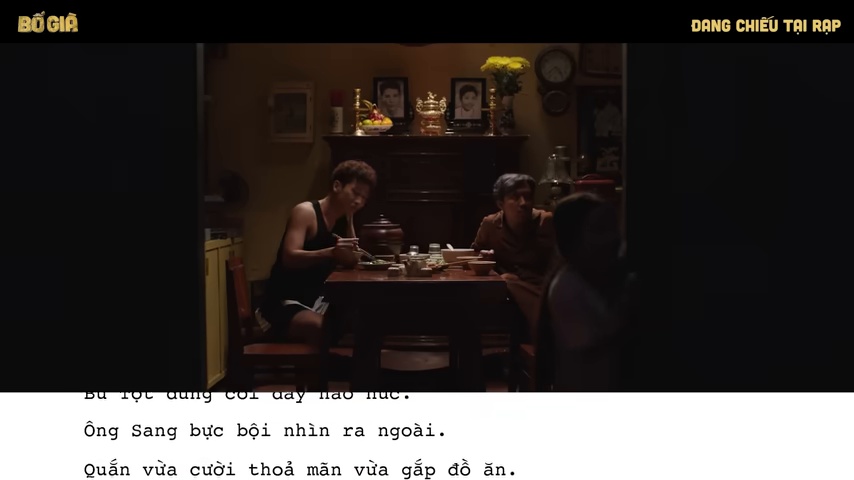 BỐ GIÀ
ĐANG CHIẾU TẠI RẠP
Ông Sang bực bội nhìn ra ngoài.
Quắn vừa cười thoả mãn vừa gắp đồ ăn.